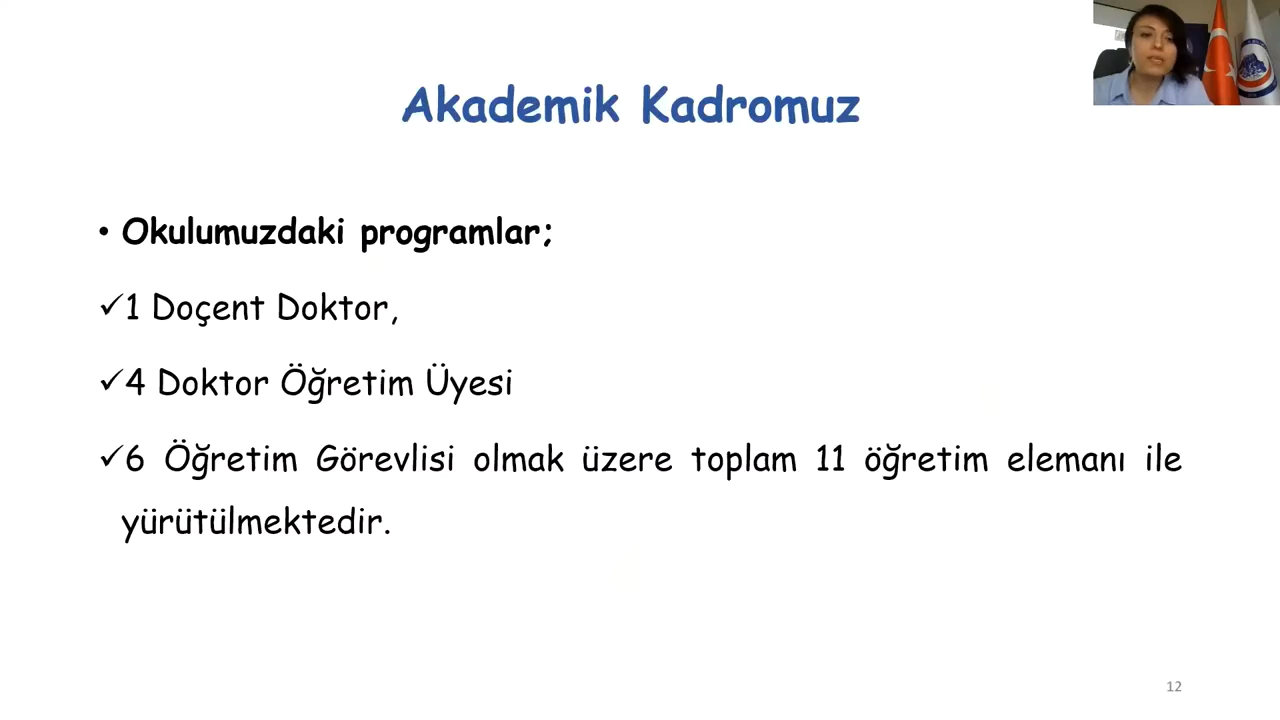 Akademik Kadromuz
• Okulumuzdaki programlar;
✓1 Doçent Doktor,
✓4 Doktor Öğretim Üyesi
✓6 Öğretim Görevlisi olmak üzere toplam 11 öğretim elemanı ile
yürütülmektedir.
12